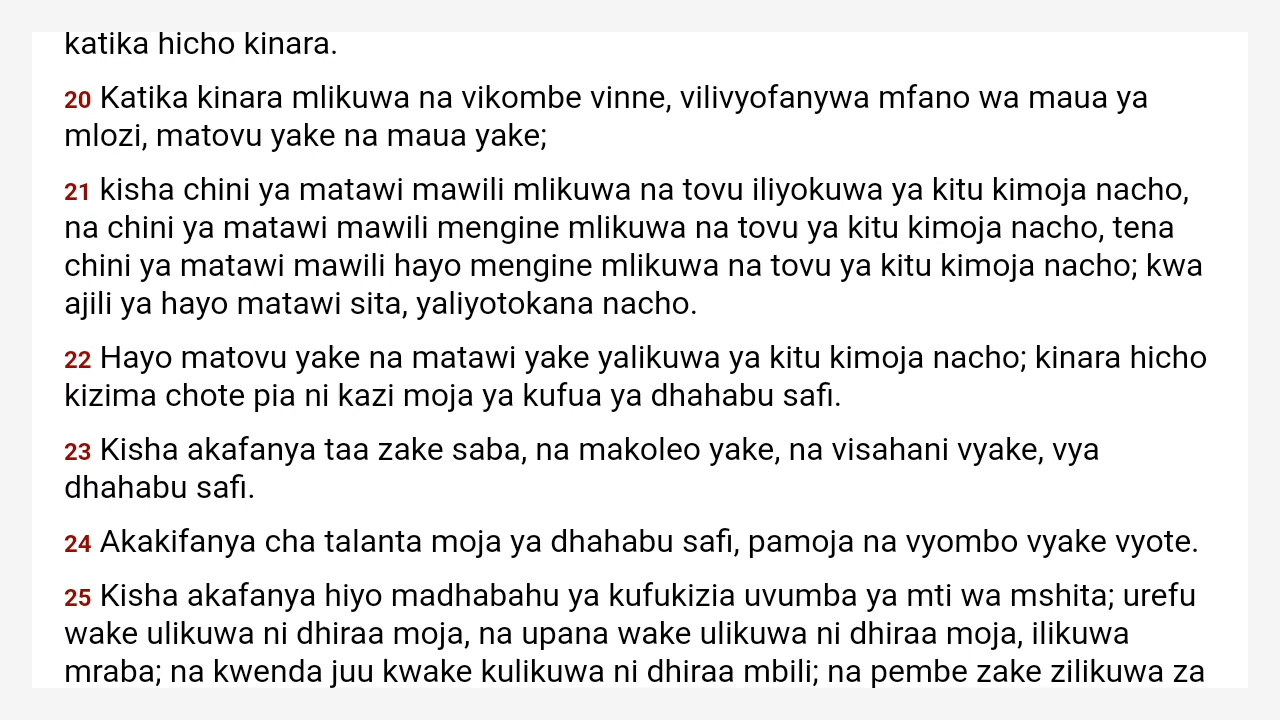 katika hicho kinara.
20 Katika kinara mlikuwa na vikombe vinne, vilivyofanywa mfano wa maua ya
mlozi, matovu yake na maua yake;
21 kisha chini ya matawi mawili mlikuwa na tovu iliyokuwa ya kitu kimoja nacho,
na chini ya matawi mawili mengine mlikuwa na tovu ya kitu kimoja nacho, tena
chini ya matawi mawili hayo mengine mlikuwa na tovu ya kitu kimoja nacho; kwa
ajili ya hayo matawi sita, yaliyotokana nacho.
22 Hayo matovu yake na matawi yake yalikuwa ya kitu kimoja nacho; kinara hicho
kizima chote pia ni kazi moja ya kufua ya dhahabu safi.
23 Kisha akafanya taa zake saba, na makoleo yake, na visahani vyake, vya
dhahabu safi.
24 Akakifanya cha talanta moja ya dhahabu safi, pamoja na vyombo vyake vyote.
25 Kisha akafanya hiyo madhabahu ya kufukizia uvumba ya mti wa mshita; urefu
wake ulikuwa ni dhiraa moja, na upana wake ulikuwa ni dhiraa moja, ilikuwa
mraba; na kwenda juu kwake kulikuwa ni dhiraa mbili; na pembe zake zilikuwa za